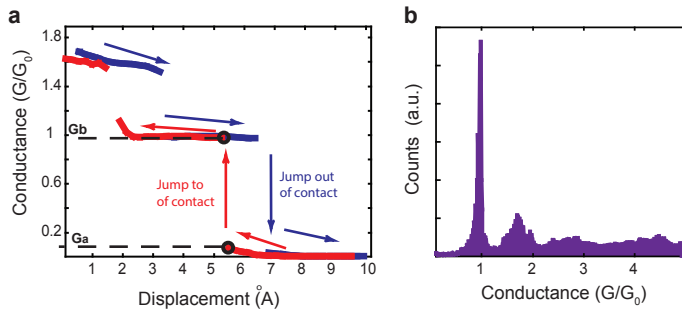 a
Conductance (G/G0)
1.8
1.6
1
0.6
0.2
Gb
Ga
Jump to
of contact
Jump out
of contact
1 2 3 4 5 6 7 8 9 10
Displacement (Å)
b
Counts (a.u.)
1 2 3 4
Conductance (G/G0)